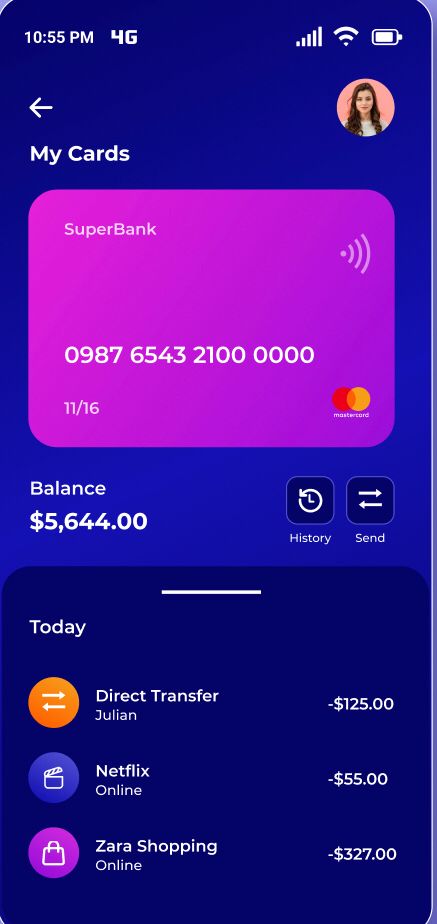 10:55 PM 4G
My Cards
SuperBank
0987 6543 2100 0000
11/16
mastercard
Balance
$5,644.00
History Send
Today
Direct Transfer
Julian
-$125.00
Netflix
Online
-$55.00
Zara Shopping
Online
-$327.00